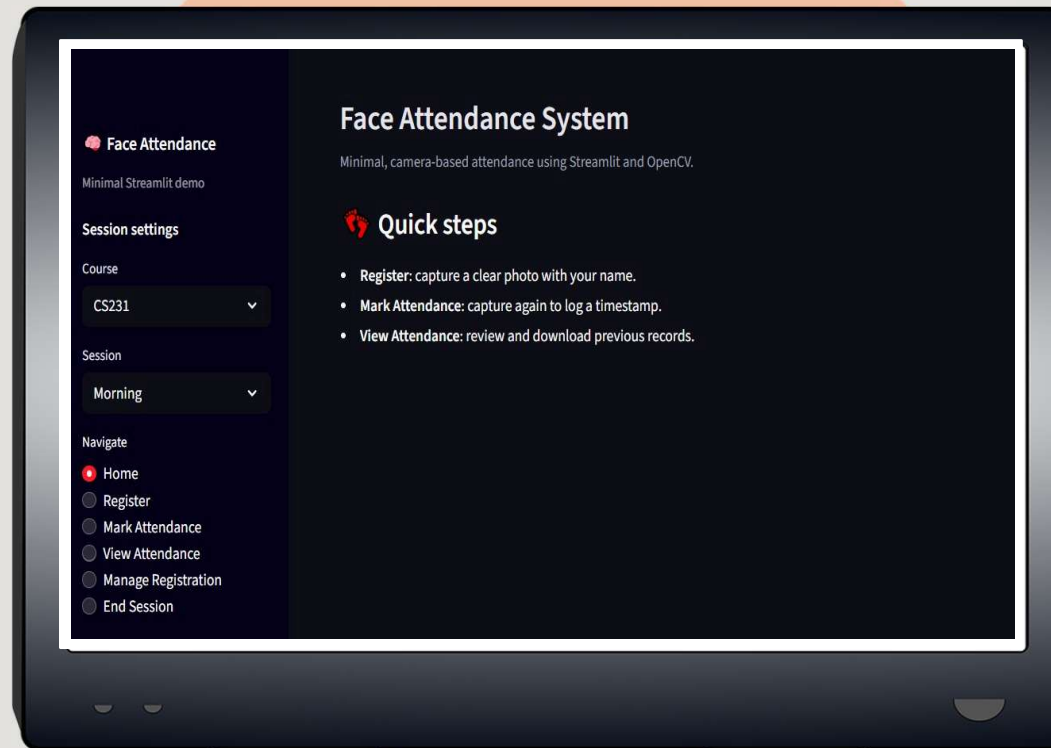 Face Attendance
Minimal Streamlit demo
Session settings
Course
CS231
Session
Morning
Navigate
Home
Register
Mark Attendance
View Attendance
Manage Registration
End Session
Face Attendance System
Minimal, camera-based attendance using Streamlit and OpenCV.
Quick steps
• Register: capture a clear photo with your name.
• Mark Attendance: capture again to log a timestamp.
• View Attendance: review and download previous records.